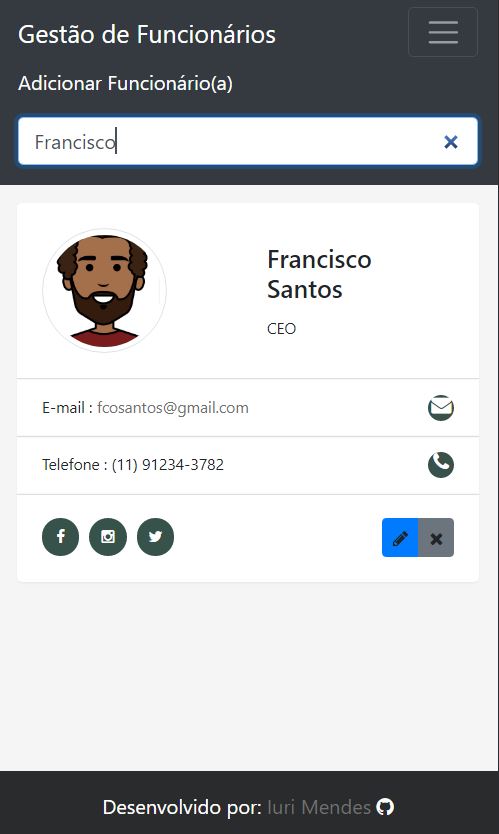 Gestão de Funcionários
Adicionar Funcionário(a)
Francisco
Francisco
Santos
CEO
E-mail : fcosantos@gmail.com
Telefone : (11) 91234-3782
Desenvolvido por: Iuri Mendes